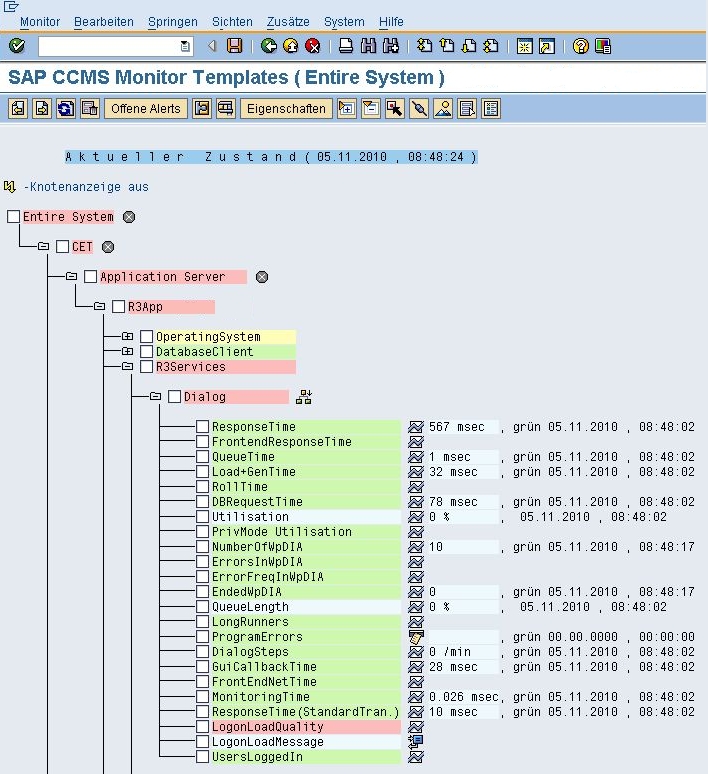 Monitor Bearbeiten Springen Sichten Zusätze System Hilfe
SAP CCMS Monitor Templates ( Entire System )
Offene Alerts Eigenschaften
Aktueller Zustand ( 05.11.2010 , 08:48:24 )
-Knotenanzeige aus
Entire System
CET
Application Server
R3App
OperatingSystem
DatabaseClient
R3Services
Dialog
ResponseTime 567 msec , grün 05.11.2010 , 08:48:02
FrontendResponseTime
QueueTime 1 msec , grün 05.11.2010 , 08:48:02
Load+GenTime 32 msec , grün 05.11.2010 , 08:48:02
RollTime
DBRequestTime 78 msec , grün 05.11.2010 , 08:48:02
Utilisation 0 % , 05.11.2010 , 08:48:02
PrivMode Utilisation
NumberOfWpDIA 10 , grün 05.11.2010 , 08:48:17
ErrorsInWpDIA
ErrorFreqInWpDIA
EndedWpDIA 0 , grün 05.11.2010 , 08:48:17
QueueLength 0 % , 05.11.2010 , 08:48:02
LongRunners
ProgramErrors , grün 00.00.0000 , 00:00:00
DialogSteps 0 /min , grün 05.11.2010 , 08:48:02
GuiCallbackTime 28 msec , grün 05.11.2010 , 08:48:02
FrontEndNetTime
MonitoringTime 0.026 msec, grün 05.11.2010 , 08:48:02
ResponseTime(StandardTran.) 10 msec , grün 05.11.2010 , 08:48:02
LogonLoadQuality
LogonLoadMessage
UsersLoggedIn